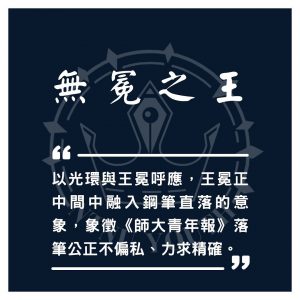 無冕之王
“
以光環與王冕呼應，王冕正
中間中融入鋼筆直落的意
象，象徵《師大青年報》落
筆公正不偏私、力求精確。
”